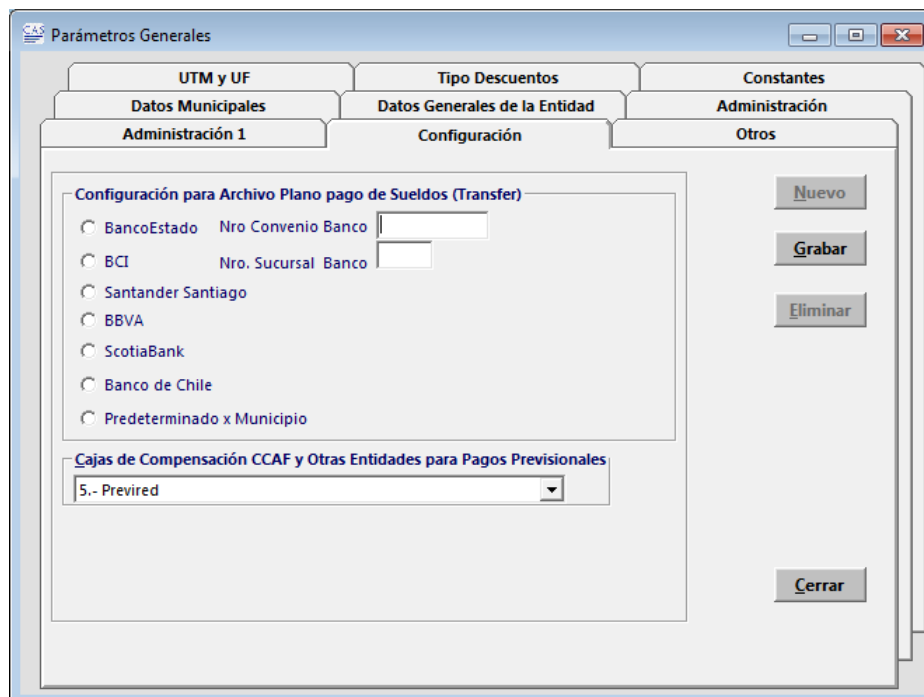 CAS Parámetros Generales
UTM y UF Tipo Descuentos Constantes
Datos Municipales Datos Generales de la Entidad Administración
Administración 1 Configuración Otros
Configuración para Archivo Plano pago de Sueldos (Transfer)
BancoEstado Nro Convenio Banco
BCI Nro. Sucursal Banco
Santander Santiago
BBVA
ScotiaBank
Banco de Chile
Predeterminado x Municipio
Cajas de Compensación CCAF y Otras Entidades para Pagos Previsionales
5.- Previred
Nuevo
Grabar
Eliminar
Cerrar